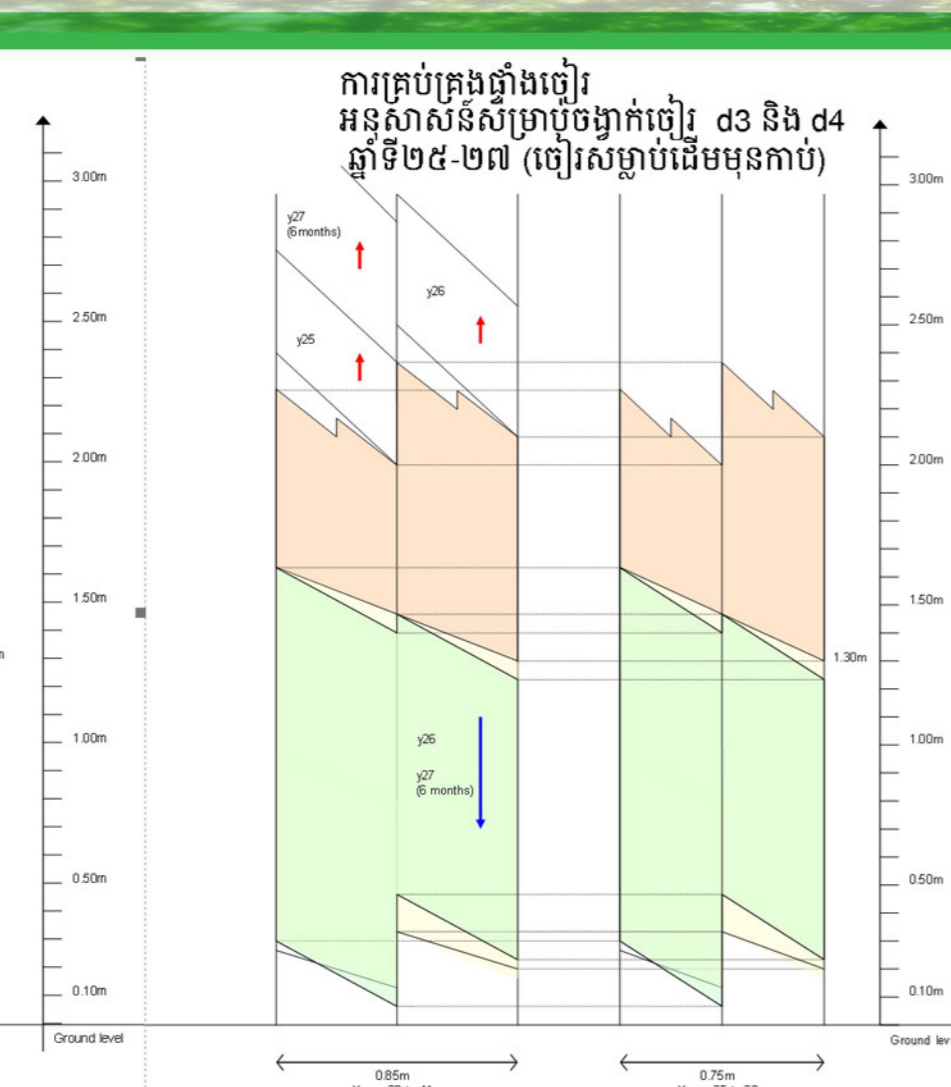 ការគ្រប់គ្រងផ្ទាំងចៀរ
អនុសាសន៍សម្រាប់ចង្វាក់ចៀរ d3 និង d4
ឆ្នាំទី២៥-២៧ (ចៀរសម្លាប់ដើមមុនកាប់)
3.00m
2.50m
2.00m
1.50m
1.00m
0.50m
0.10m
Ground level
y27
(6months)
y26
y25
y26
y27
(6 months)
0.85m
0.75m
3.00m
2.50m
2.00m
1.50m
1.30m
1.00m
0.50m
0.10m
Ground lev